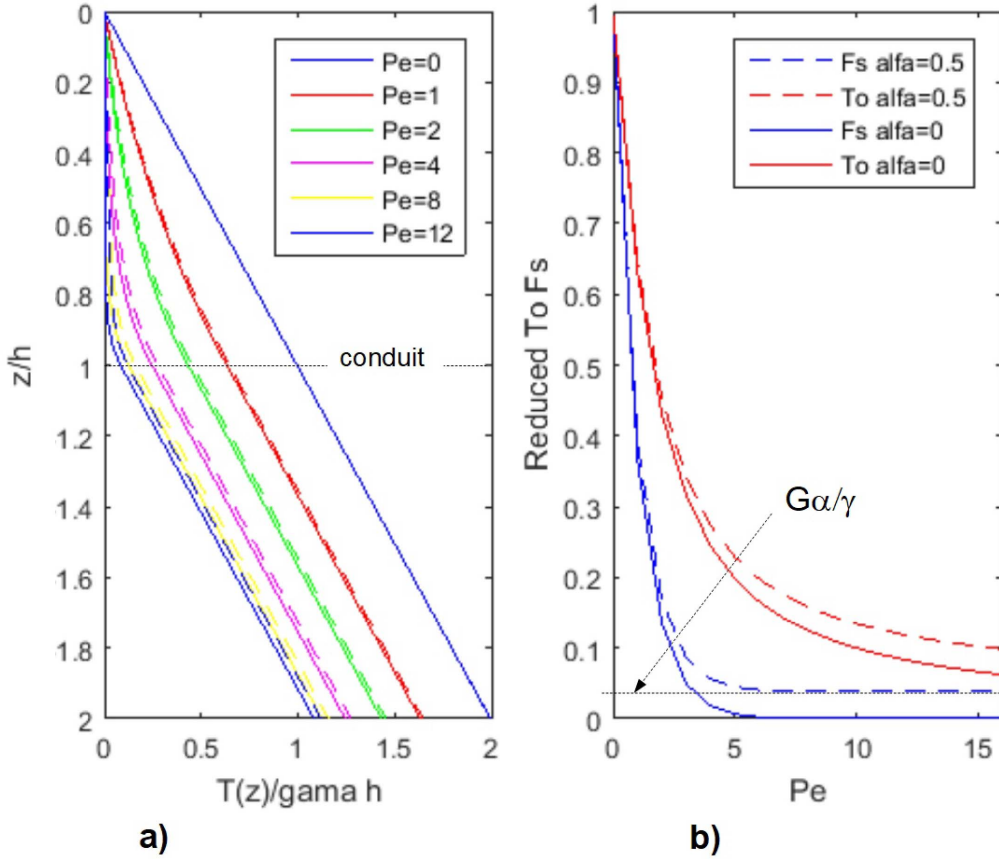 Pe=0
Pe=1
Pe=2
Pe=4
Pe=8
Pe=12
0
0.2
0.4
0.6
0.8
1
1.2
1.4
1.6
1.8
2
z/h
conduit
0
0.5
1
1.5
2
T(z)/gama h
a)
Fs alfa=0.5
To alfa=0.5
Fs alfa=0
To alfa=0
1
0.9
0.8
0.7
0.6
0.5
0.4
0.3
0.2
0.1
0
Reduced To Fs
Gα/γ
0
5
10
15
Pe
b)